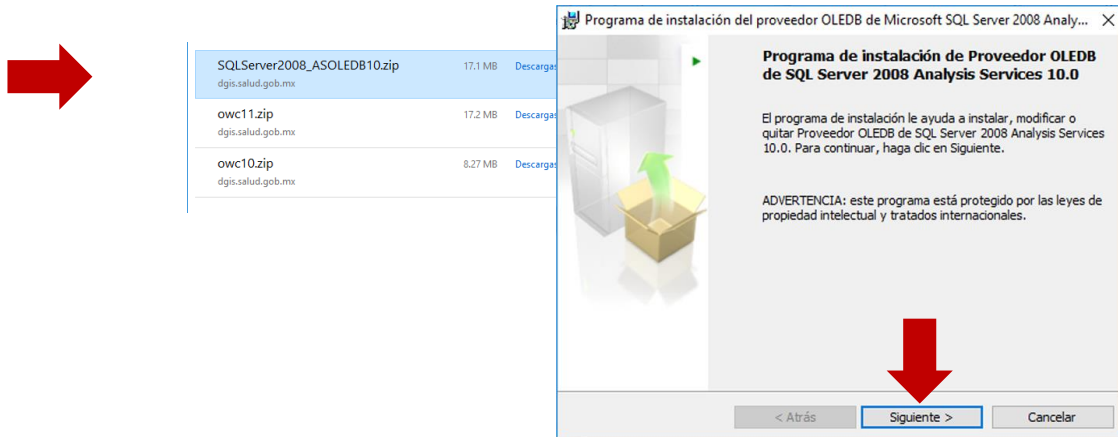 SQLServer2008_ASOLEDB10.zip 17.1 MB Descargas
dgis.salud.gob.mx
owc11.zip 17.2 MB Descargas
dgis.salud.gob.mx
owc10.zip 8.27 MB Descargas
dgis.salud.gob.mx
Programa de instalación del proveedor OLEDB de Microsoft SQL Server 2008 Analy...
Programa de instalación de Proveedor OLEDB
de SQL Server 2008 Analysis Services 10.0
El programa de instalación le ayuda a instalar, modificar o
quitar Proveedor OLEDB de SQL Server 2008 Analysis Services
10.0. Para continuar, haga clic en Siguiente.
ADVERTENCIA: este programa está protegido por las leyes de
propiedad intelectual y tratados internacionales.
< Atrás Siguiente > Cancelar